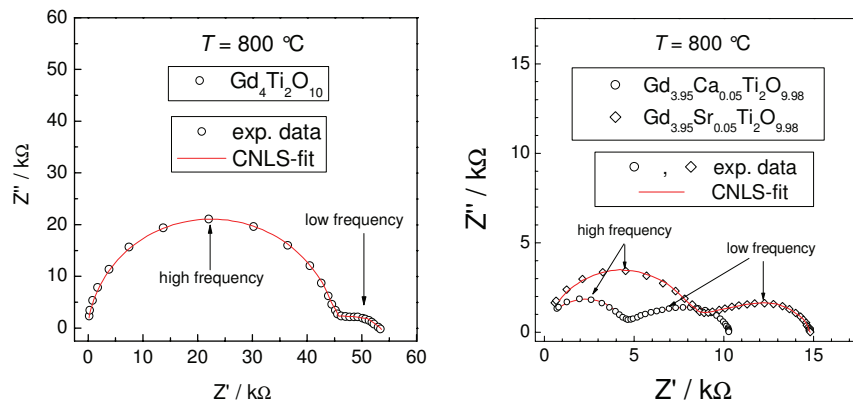 T = 800 °C
Gd₄Ti₂O₁₀
exp. data
CNLS-fit
low frequency
high frequency
60
50
40
30
20
10
0
Z'' / kΩ
0 10 20 30 40 50 60
Z' / kΩ
T = 800 °C
Gd₃.₉₅Ca₀.₀₅Ti₂O₉.₉₈
Gd₃.₉₅Sr₀.₀₅Ti₂O₉.₉₈
, exp. data
CNLS-fit
high frequency
low frequency
15
10
5
0
Z'' / kΩ
0 5 10 15
Z' / kΩ